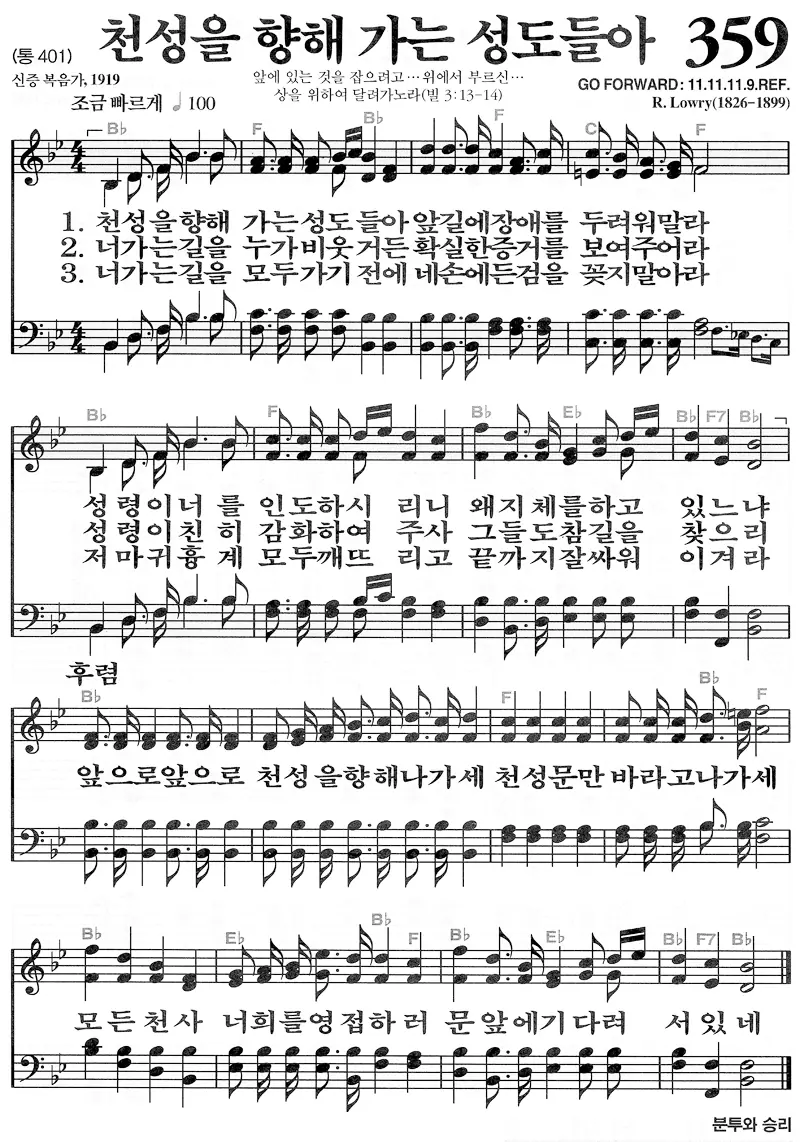 (통 401) 천성을 향해 가는 성도들아 359
신증 복음가, 1919 앞에 있는 것을 잡으려고…위에서 부르신… GO FORWARD : 11.11.11.9.REF.
조금 빠르게 ♩ 100 상을 위하여 달려가노라(빌 3:13-14) R. Lowry(1826-1899)
B♭ F B♭ F C F
4 4
1. 천성을향해 가는성도 들아 앞길에장애를 두려워말라
2. 너가는길을 누가비웃 거든 확실한증거를 보여주어라
3. 너가는길을 모두가기 전에 네손에든검을 꽂지말아라
4 4
B♭ F B♭ E♭ B♭ F7 B♭
성령이너 를 인도하시 리니 왜지체를하고 있느냐
성령이친 히 감화하여 주사 그들도참길을 찾으리
저마귀흉 계 모두깨뜨 리고 끝까지잘싸워 이겨라
후렴
B♭ F B♭ F
앞으로앞으로 천성을향해나가세 천성문만 바라고나가세
B♭ E♭ B♭ F B♭ E♭ B♭ F7 B♭
모든천사 너희를영접하러 문앞에기다려 서있네
분투와 승리